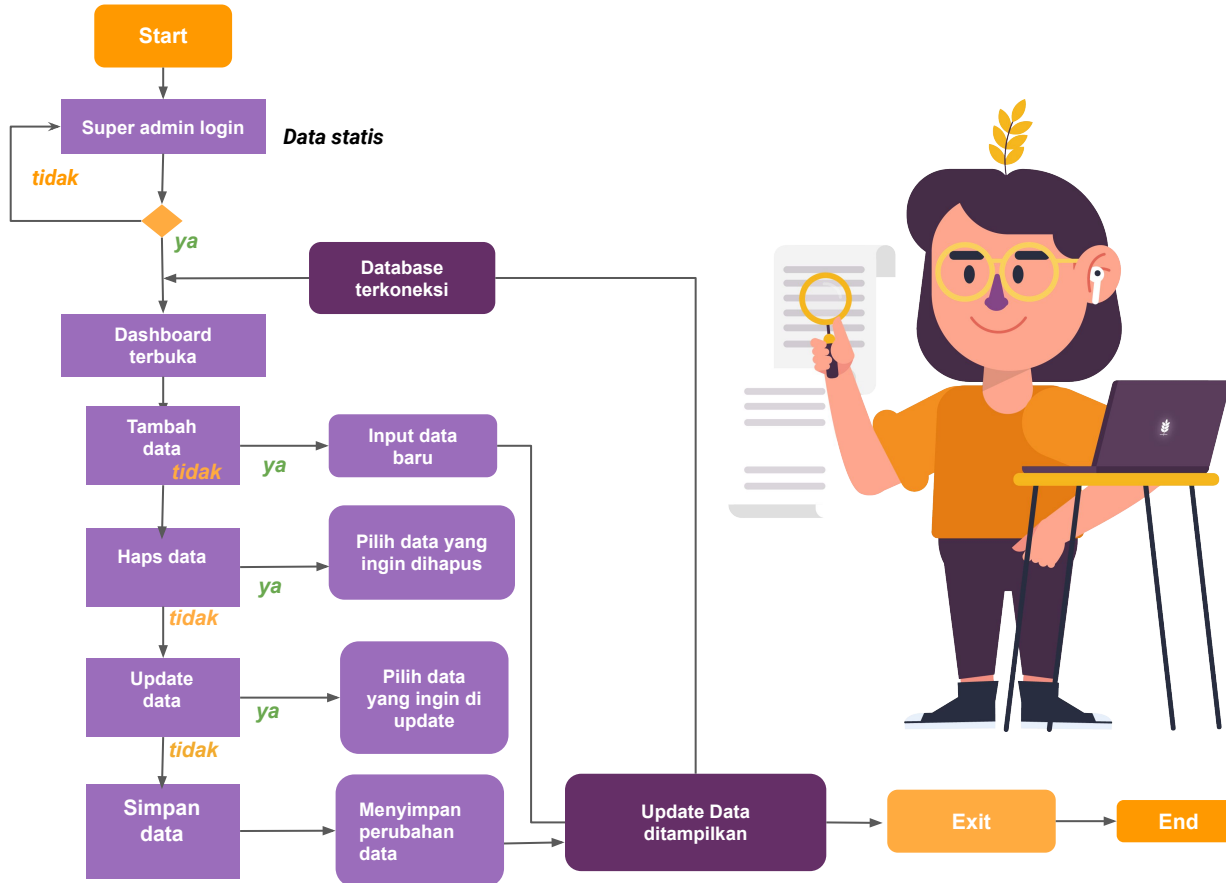 Start
Super admin login
Data statis
tidak
ya
Database
terkoneksi
Dashboard
terbuka
Tambah
data
tidak
ya
Input data
baru
Haps data
ya
Pilih data yang
ingin dihapus
tidak
Update
data
ya
Pilih data
yang ingin di
update
tidak
Simpan
data
Menyimpan
perubahan
data
Update Data
ditampilkan
Exit
End